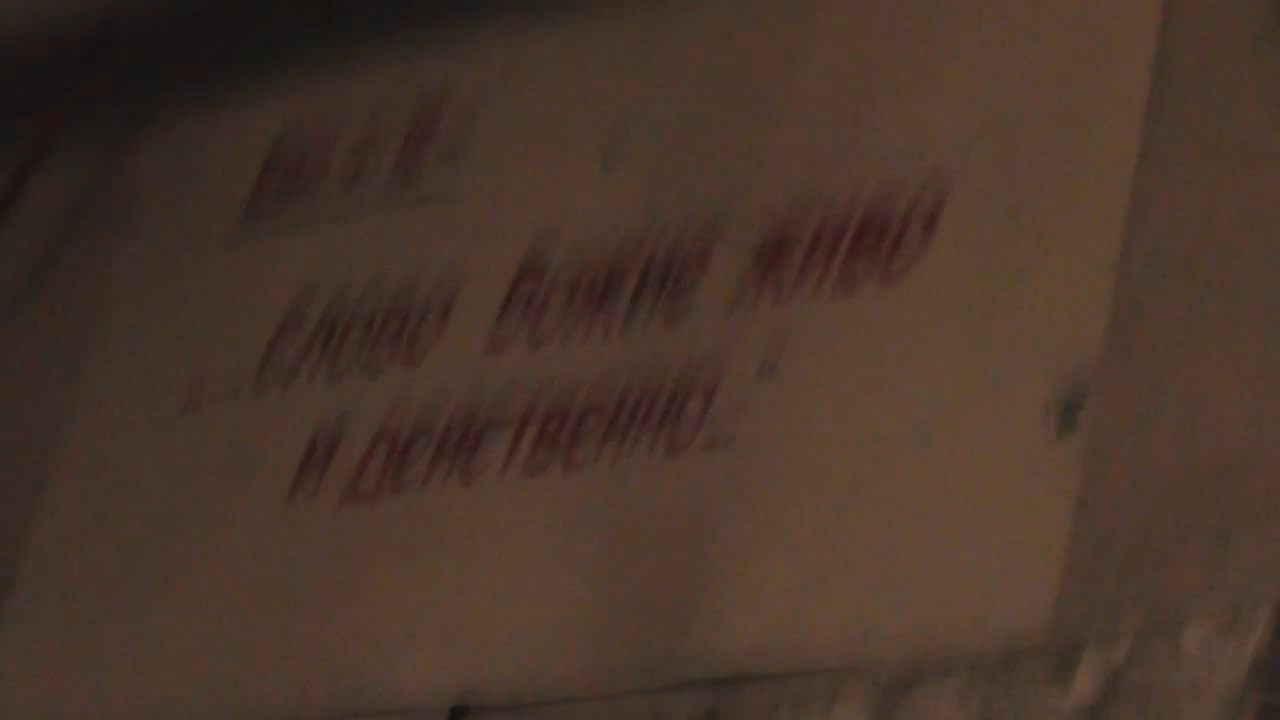 „Слово Божие живо
и действенно..."